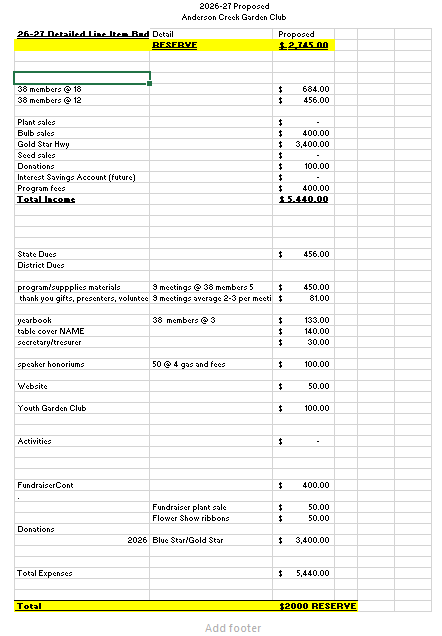 2026-27 Proposed
Anderson Creek Garden Club
26-27 Detailed Line Item Bud Detail Proposed
RESERVE $ 2,745.00
38 members @ 18 $ 684.00
38 members @ 12 $ 456.00
Plant sales $ -
Bulb sales $ 400.00
Gold Star Hwy $ 3,400.00
Seed sales $ -
Donations $ 100.00
Interest Savings Account (future) $ -
Program fees $ 400.00
Total Income $ 5,440.00
State Dues $ 456.00
District Dues
program/suppplies materials 9 meetings @ 38 members 5 $ 450.00
thank you gifts, presenters, voluntee 9 meetings average 2-3 per meeti $ 81.00
yearbook 38 members @ 3 $ 133.00
table cover NAME $ 140.00
secretary/tresurer $ 30.00
speaker honoriums 50 @ 4 gas and fees $ 100.00
Website $ 50.00
Youth Garden Club $ 100.00
Activities $ -
FundraiserCont $ 400.00
.
Fundraiser plant sale $ 50.00
Flower Show ribbons $ 50.00
Donations
2026 Blue Star/Gold Star $ 3,400.00
Total Expenses $ 5,440.00
Total $2000 RESERVE
Add footer